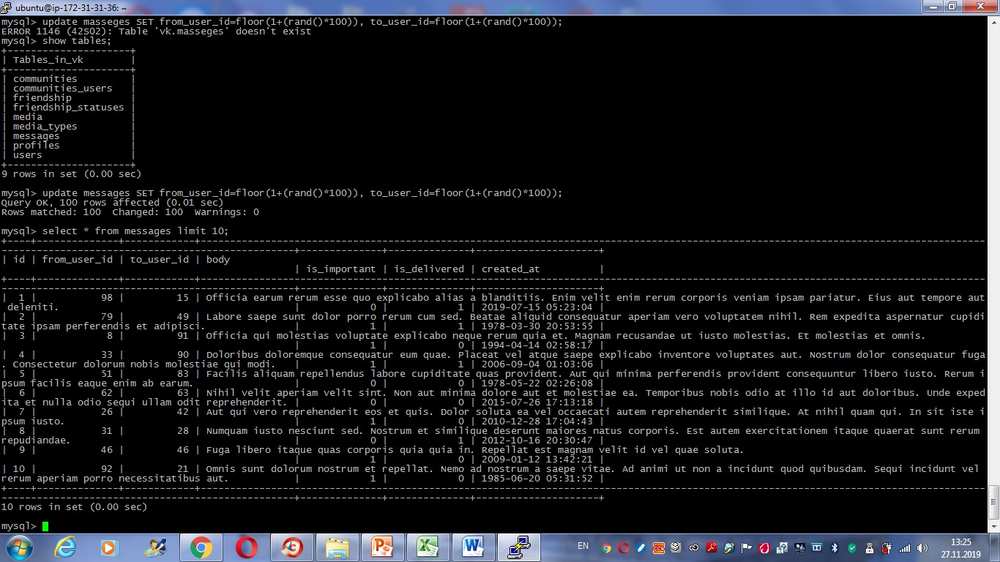 ubuntu@ip-172-31-31-36: ~
mysql> update masseges SET from_user_id=floor(1+(rand()*100)), to_user_id=floor(1+(rand()*100));
ERROR 1146 (42S02): Table 'vk.masseges' doesn't exist
mysql> show tables;
+---------------------+
| Tables_in_vk        |
+---------------------+
| communities         |
| communities_users   |
| friendship          |
| friendship_statuses |
| media               |
| media_types         |
| messages            |
| profiles            |
| users               |
+---------------------+
9 rows in set (0.00 sec)
mysql> update messages SET from_user_id=floor(1+(rand()*100)), to_user_id=floor(1+(rand()*100));
Query OK, 100 rows affected (0.01 sec)
Rows matched: 100  Changed: 100  Warnings: 0
mysql> select * from messages limit 10;
| id | from_user_id | to_user_id | body
| is_important | is_delivered | created_at          |
|  1 |           98 |         15 | Officia earum rerum esse quo explicabo alias a blanditiis. Enim velit enim rerum corporis veniam ipsam pariatur. Eius aut tempore aut
 deleniti.                                        |            0 |            1 | 2019-07-15 05:23:04 |
|  2 |           79 |         49 | Labore saepe sunt dolor porro rerum cum sed. Beatae aliquid consequatur aperiam vero voluptatem nihil. Rem expedita aspernatur cupidi
tate ipsam perferendis et adipisci.               |            1 |            1 | 1978-03-30 20:53:55 |
|  3 |            8 |         91 | Officia qui molestias voluptate explicabo neque rerum quia et. Magnam recusandae ut iusto molestias. Et molestias et omnis.
|            1 |            0 | 1994-04-14 02:58:17 |
|  4 |           33 |         90 | Doloribus doloremque consequatur eum quae. Placeat vel atque saepe explicabo inventore voluptates aut. Nostrum dolor consequatur fuga
. Consectetur dolorum nobis molestiae qui modi.   |            1 |            1 | 2006-09-04 01:03:06 |
|  5 |           51 |         83 | Facilis aliquam repellendus labore cupiditate quas provident. Aut qui minima perferendis provident consequuntur libero iusto. Rerum i
psum facilis eaque enim ab earum.                 |            0 |            0 | 1978-05-22 02:26:08 |
|  6 |           62 |         63 | Nihil velit aperiam velit sint. Non aut minima dolore aut et molestiae ea. Temporibus nobis odio at illo id aut doloribus. Unde exped
ita et nulla odio sequi ullam odit reprehenderit. |            0 |            0 | 2015-07-26 17:13:18 |
|  7 |           26 |         42 | Aut qui vero reprehenderit eos et quis. Dolor soluta ea vel occaecati autem reprehenderit similique. At nihil quam qui. In sit iste i
psum iusto.                                       |            1 |            0 | 2010-12-28 17:04:43 |
|  8 |           31 |         28 | Numquam iusto nesciunt sed. Nostrum et similique deserunt maiores natus corporis. Est autem exercitationem itaque quaerat sunt rerum
repudiandae.                                      |            0 |            1 | 2012-10-16 20:30:47 |
|  9 |           46 |         46 | Fuga libero itaque quas corporis quia quia in. Repellat est magnam velit id vel quae soluta.
|            1 |            0 | 2009-01-12 13:42:21 |
| 10 |           92 |         21 | Omnis sunt dolorum nostrum et repellat. Nemo ad nostrum a saepe vitae. Ad animi ut non a incidunt quod quibusdam. Sequi incidunt vel
rerum aperiam porro necessitatibus aut.           |            1 |            0 | 1985-06-20 05:31:52 |
10 rows in set (0.00 sec)
mysql>
EN
13:25
27.11.2019